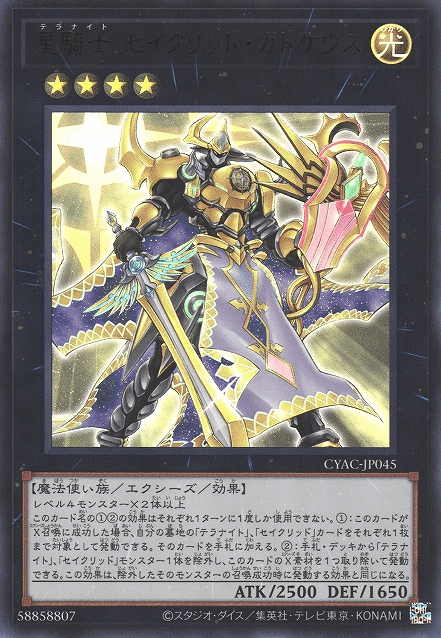 テラナイト
星騎士 セイクリッド・カドケウス
光
CYAC-JP045
【魔法使い族／エクシーズ／効果】
レベル4モンスター×2体以上
このカード名の①②の効果はそれぞれ1ターンに1度しか使用できない。①：このカードが
X召喚に成功した場合、自分の墓地の「テラナイト」、「セイクリッド」カードをそれぞれ1枚
まで対象として発動できる。そのカードを手札に加える。②：手札・デッキから「テラナ
イト」、「セイクリッド」モンスター1体を除外し、このカードのX素材を1つ取り除いて発動
できる。この効果は、除外したそのモンスターの召喚成功時に発動する効果と同じになる。
ATK/2500 DEF/1650
58858807
©スタジオ・ダイス／集英社・テレビ東京・KONAMI